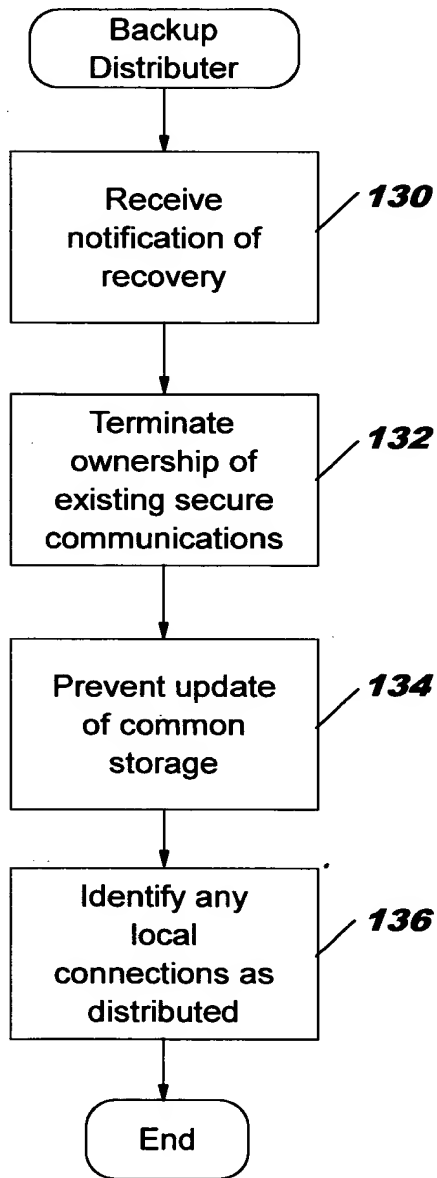 Backup
Distributer
Receive
notification of
recovery
130
Terminate
ownership of
existing secure
communications
132
Prevent update
of common
storage
134
Identify any
local
connections as
distributed
136
End